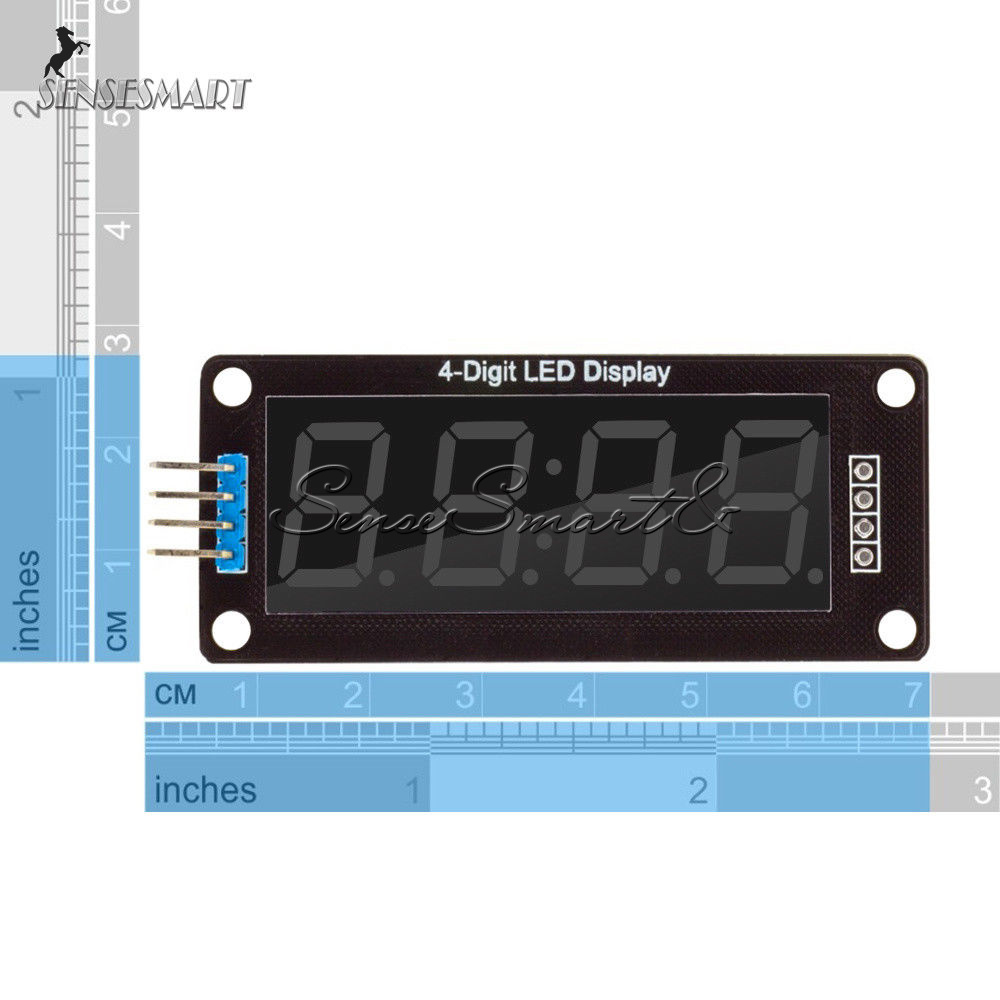 SENSESMART
6
5
4
3
2
1
CM
2
1
inches
4-Digit LED Display
SenseSmart&
CM 1 2 3 4 5 6 7
inches 1 2 3